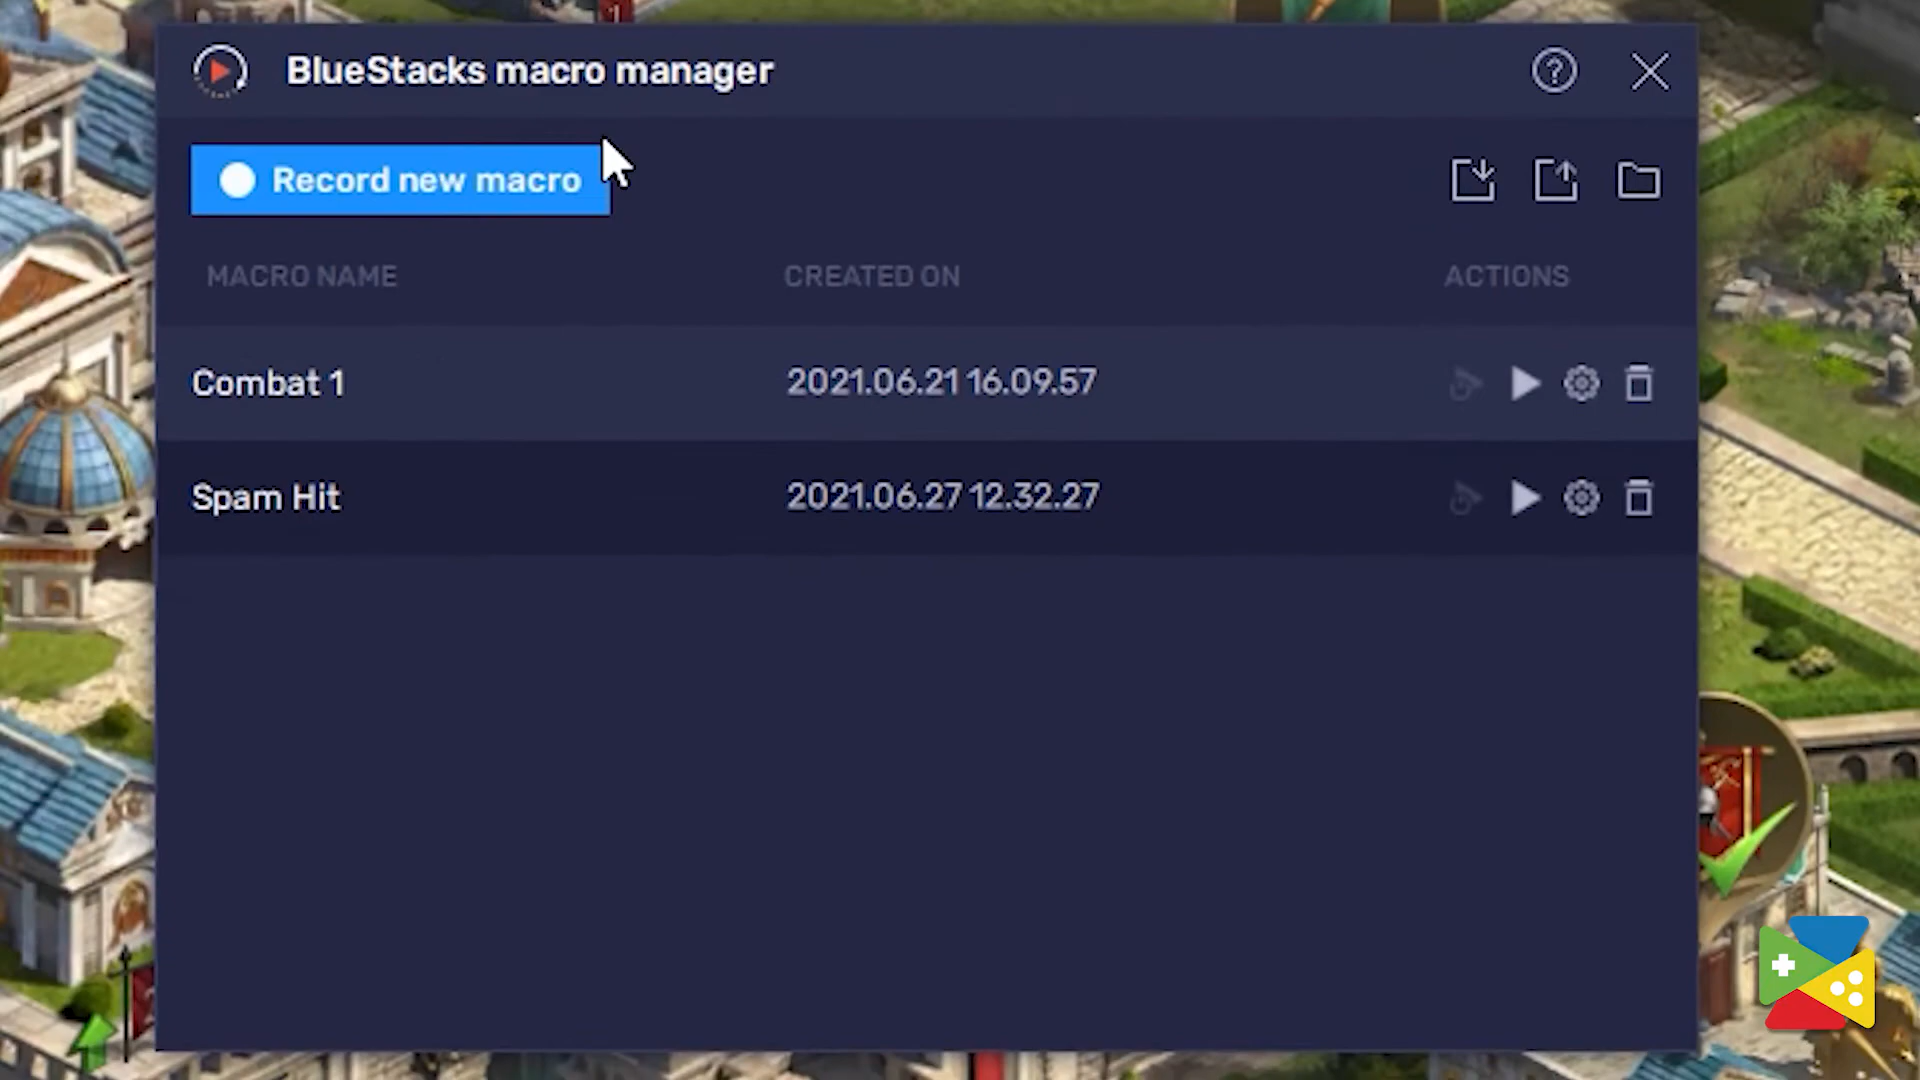 BlueStacks macro manager
Record new macro
MACRO NAME CREATED ON ACTIONS
Combat 1 2021.06.21 16.09.57
Spam Hit 2021.06.27 12.32.27